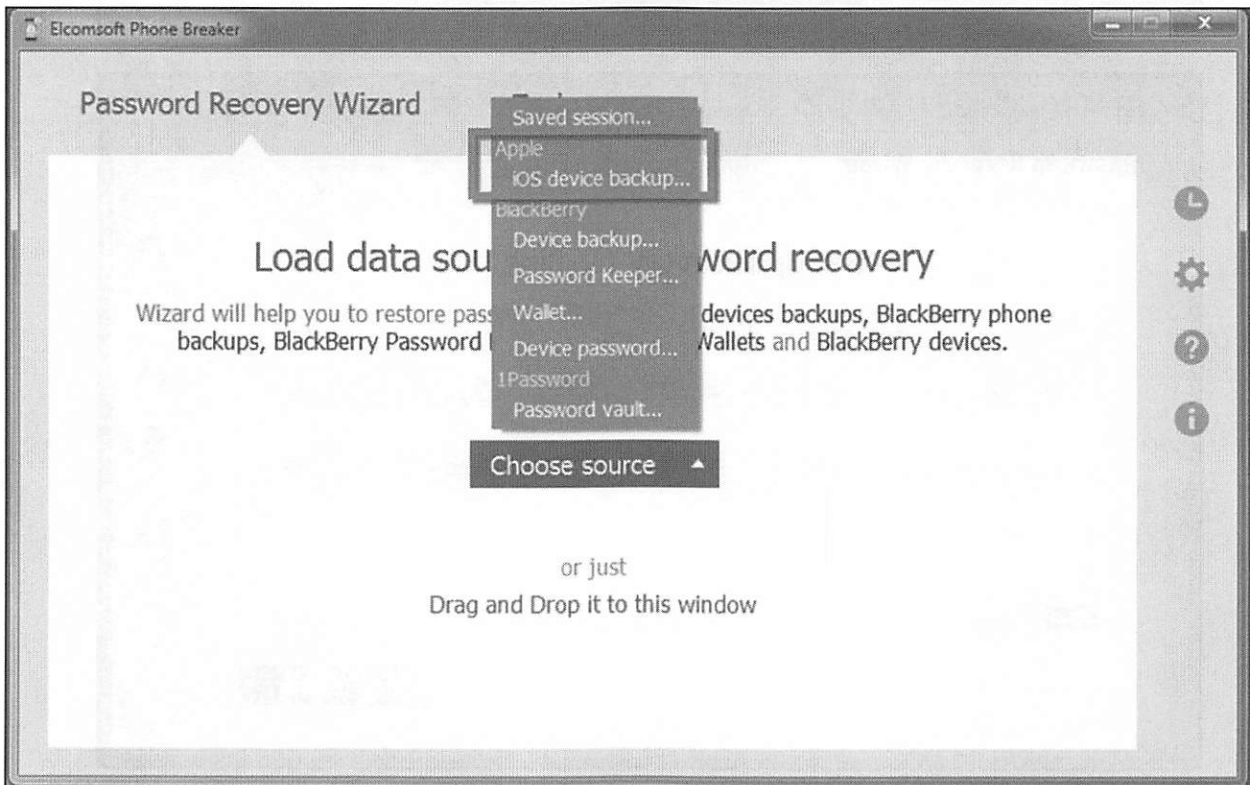 Elcomsoft Phone Breaker
Password Recovery Wizard
Saved session...
Apple
iOS device backup...
BlackBerry
Device backup...
Password Keeper...
Wallet...
Device password...
1Password
Password vault...
Load data sou word recovery
Wizard will help you to restore pas devices backups, BlackBerry phone
backups, BlackBerry Password Wallets and BlackBerry devices.
Choose source
or just
Drag and Drop it to this window